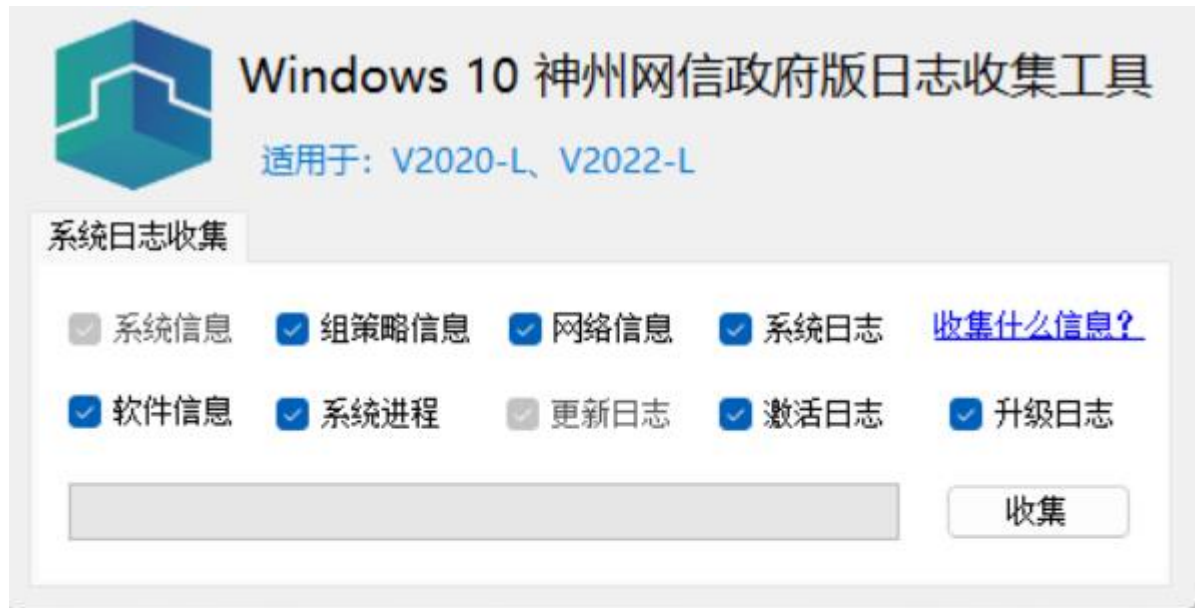 Windows 10 神州网信政府版日志收集工具
适用于：V2020-L、V2022-L
系统日志收集
系统信息 组策略信息 网络信息 系统日志 收集什么信息？
软件信息 系统进程 更新日志 激活日志 升级日志
收集